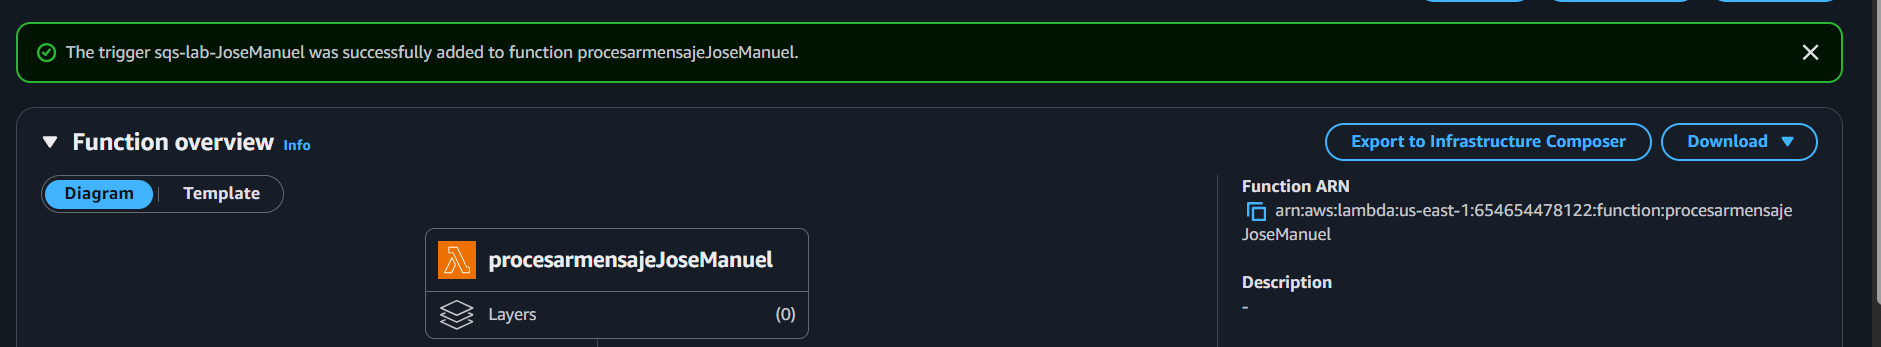 The trigger sqs-lab-JoseManuel was successfully added to function procesarmensajeJoseManuel.
Function overview Info
Export to Infrastructure Composer
Download
Diagram
Template
Function ARN
arn:aws:lambda:us-east-1:654654478122:function:procesarmensaje
JoseManuel
procesarmensajeJoseManuel
Layers (0)
Description
-